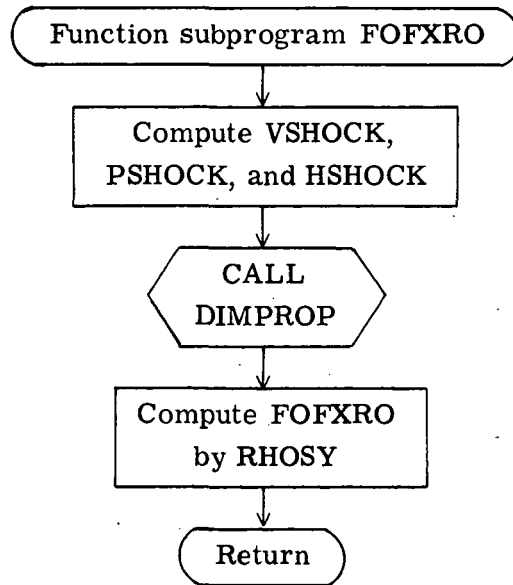 Function subprogram FOFXRO
Compute VSHOCK,
PSHOCK, and HSHOCK
CALL
DIMPROP
Compute FOFXRO
by RHOSY
Return